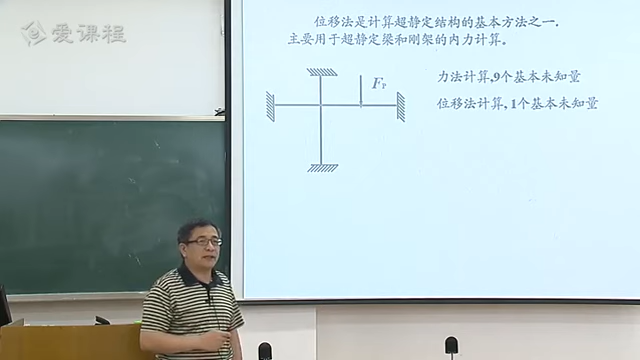 爱课程
位移法是计算超静定结构的基本方法之一.
主要用于超静定梁和刚架的内力计算。
力法计算,9个基本未知量
FP
位移法计算, 1个基本未知量